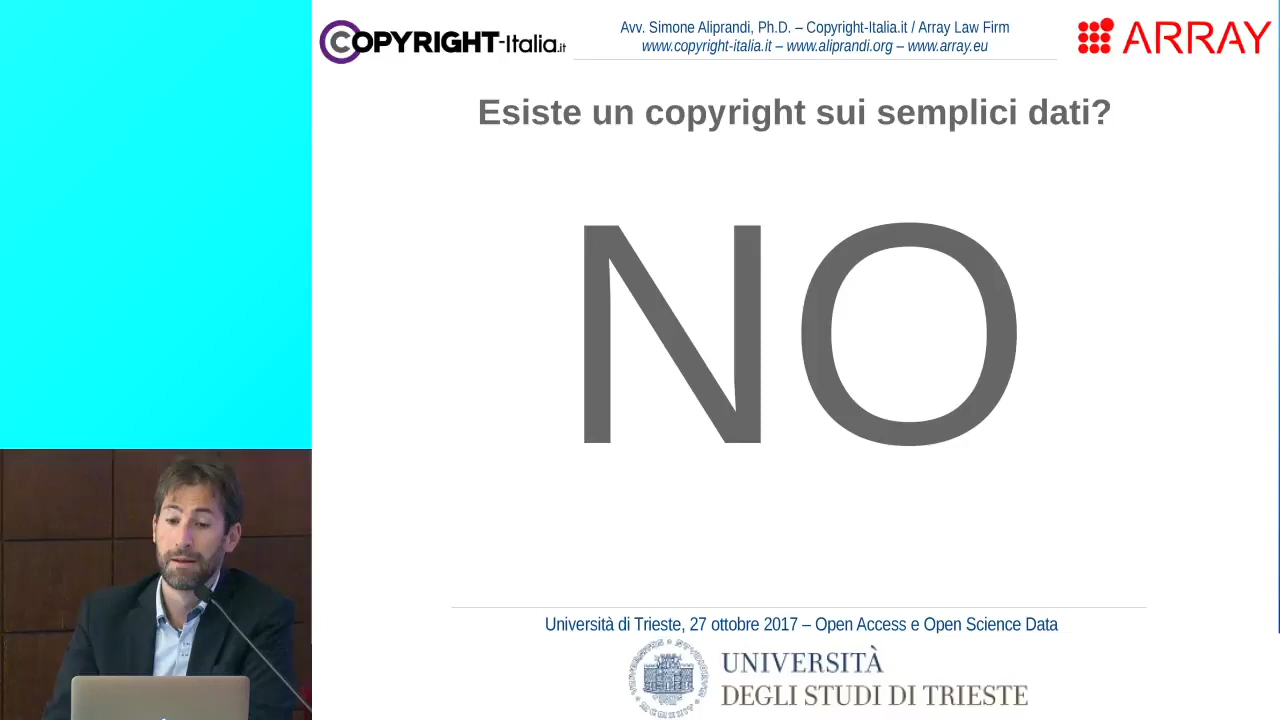 COPYRIGHT-Italia.it
Avv. Simone Aliprandi, Ph.D. – Copyright-Italia.it / Array Law Firm
www.copyright-italia.it – www.aliprandi.org – www.array.eu
ARRAY
Esiste un copyright sui semplici dati?
NO
Università di Trieste, 27 ottobre 2017 – Open Access e Open Science Data
UNIVERSITÀ
DEGLI STUDI DI TRIESTE